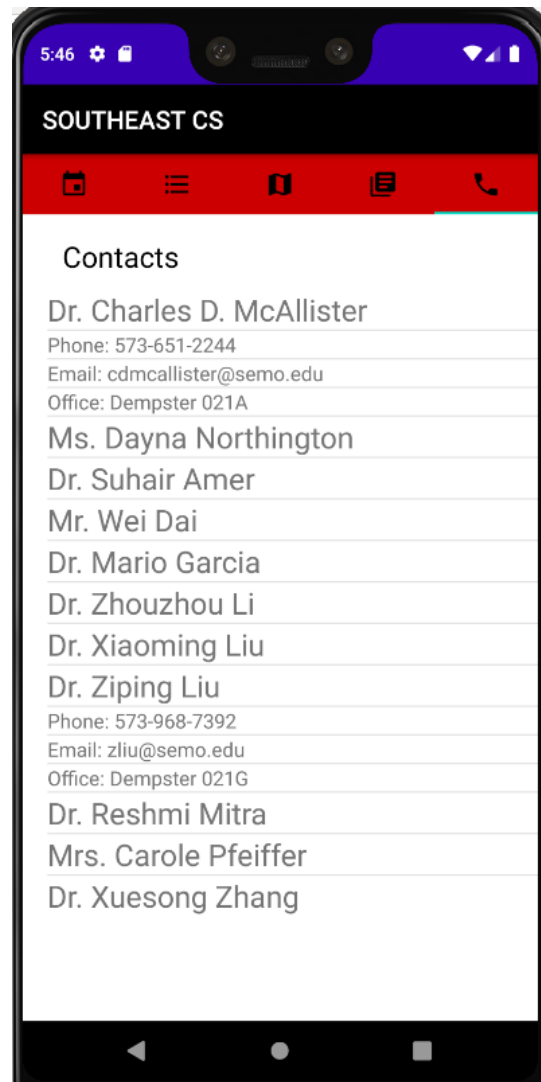 5:46
SOUTHEAST CS
Contacts
Dr. Charles D. McAllister
Phone: 573-651-2244
Email: cdmcallister@semo.edu
Office: Dempster 021A
Ms. Dayna Northington
Dr. Suhair Amer
Mr. Wei Dai
Dr. Mario Garcia
Dr. Zhouzhou Li
Dr. Xiaoming Liu
Dr. Ziping Liu
Phone: 573-968-7392
Email: zliu@semo.edu
Office: Dempster 021G
Dr. Reshmi Mitra
Mrs. Carole Pfeiffer
Dr. Xuesong Zhang